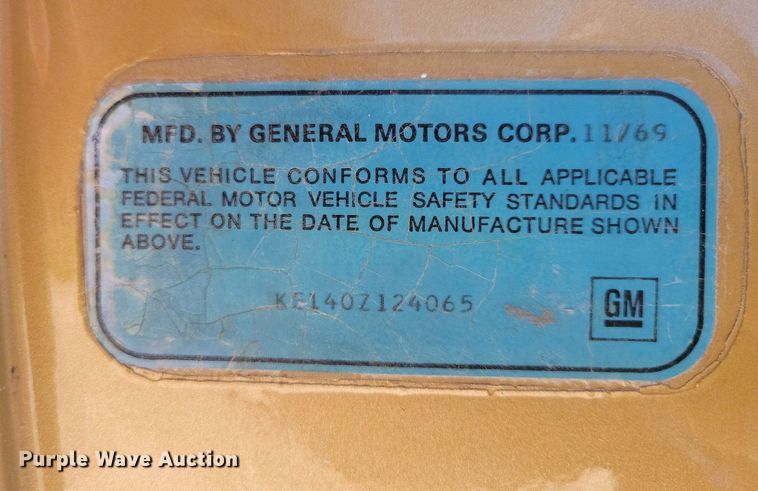 MFD. BY GENERAL MOTORS CORP. 11/69
THIS VEHICLE CONFORMS TO ALL APPLICABLE
FEDERAL MOTOR VEHICLE SAFETY STANDARDS IN
EFFECT ON THE DATE OF MANUFACTURE SHOWN
ABOVE.
KE140Z124065
GM
Purple Wave Auction